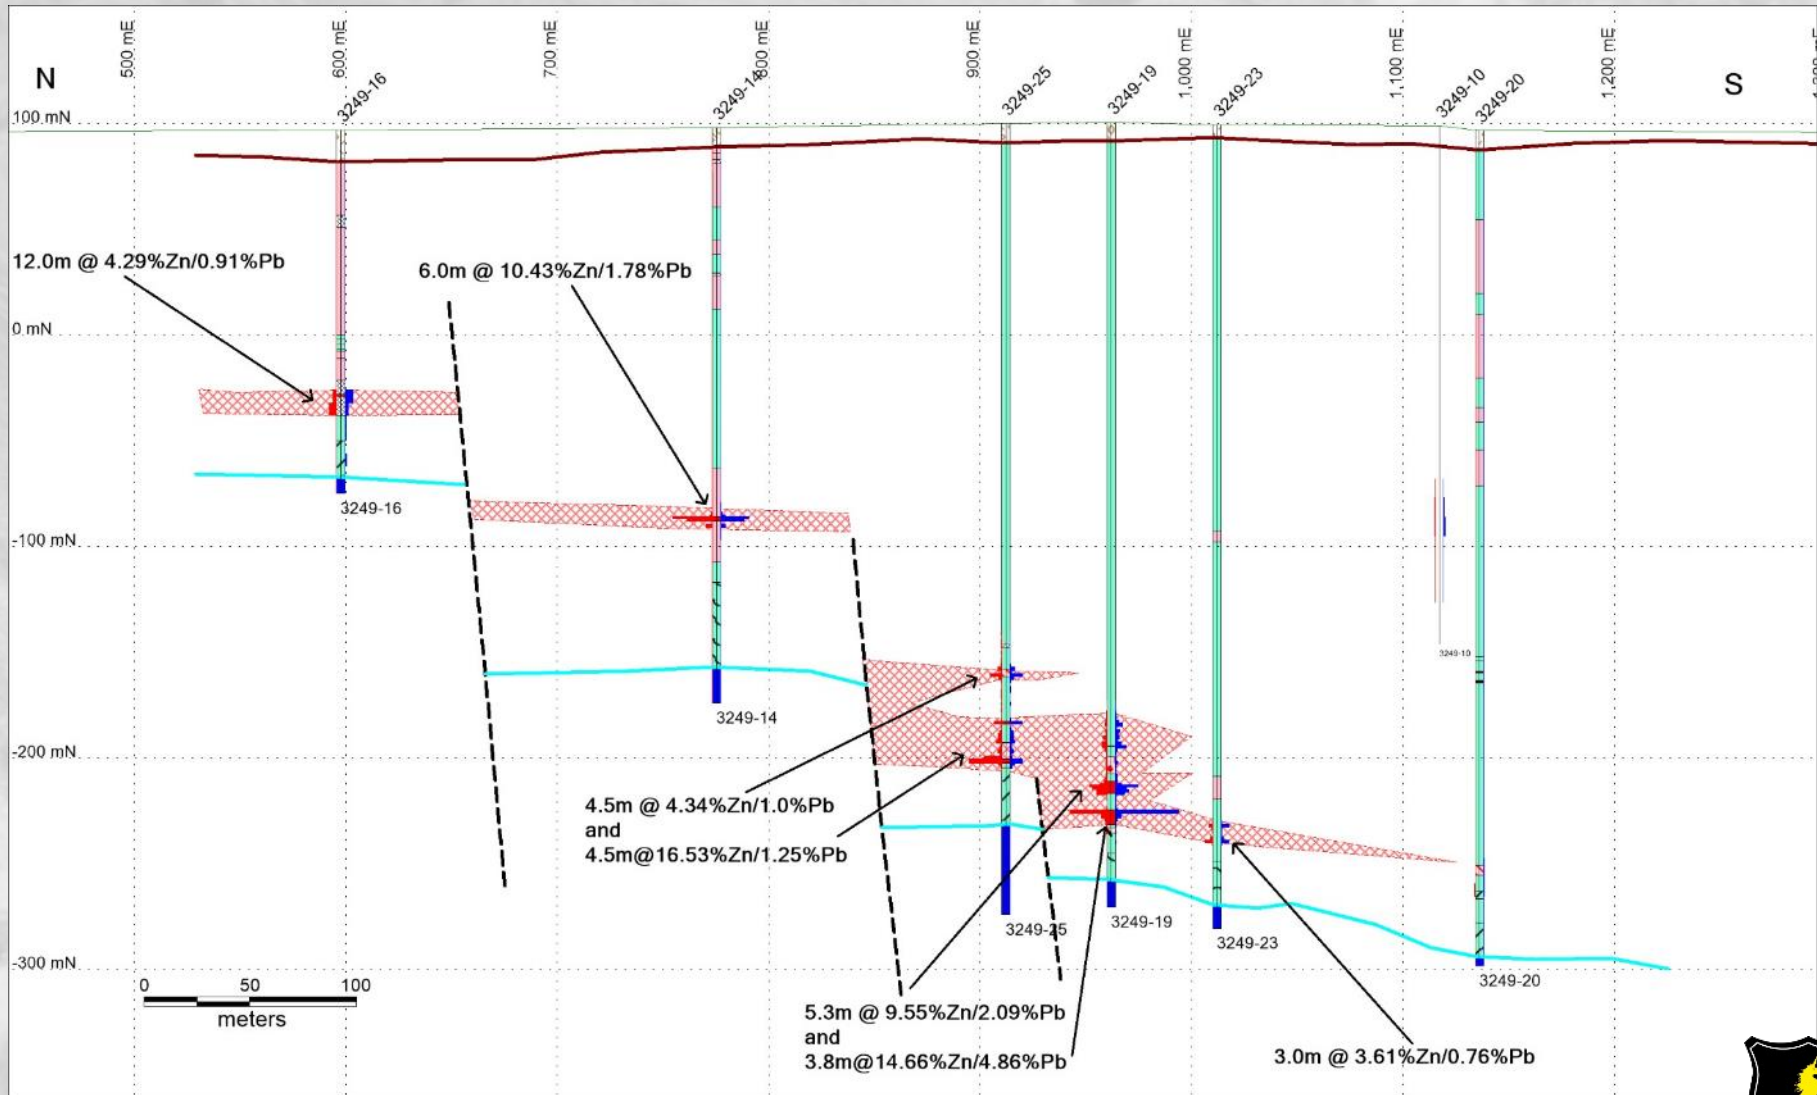 500 mE
600 mE
700 mE
800 mE
900 mE
1,000 mE
1,100 mE
1,200 mE
N
S
3249-16
3249-14
3249-25
3249-19
3249-23
3249-10
3249-20
100 mN
12.0m @ 4.29%Zn/0.91%Pb
6.0m @ 10.43%Zn/1.78%Pb
0 mN
3249-16
-100 mN
3249-10
3249-14
-200 mN
4.5m @ 4.34%Zn/1.0%Pb
and
4.5m@16.53%Zn/1.25%Pb
3249-25
3249-19
3249-23
-300 mN
3249-20
0 50 100
meters
5.3m @ 9.55%Zn/2.09%Pb
and
3.8m@14.66%Zn/4.86%Pb
3.0m @ 3.61%Zn/0.76%Pb